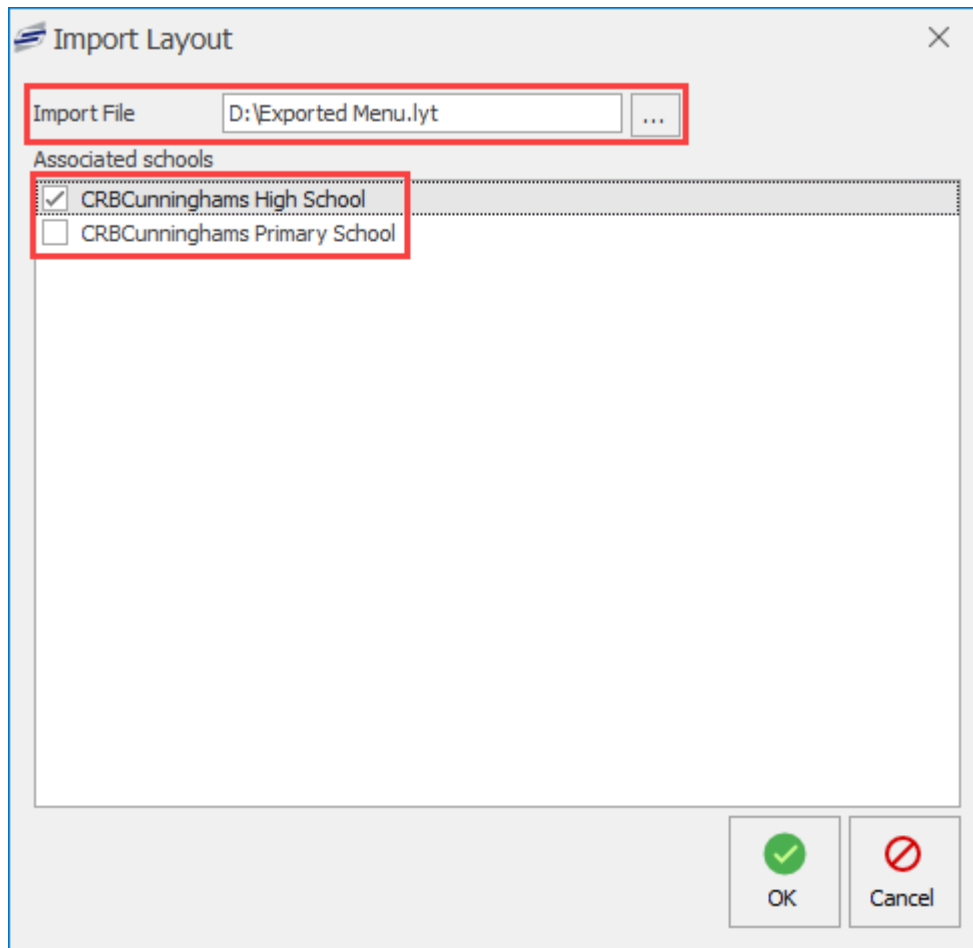 Import Layout
Import File D:\Exported Menu.lyt ...
Associated schools
CRBCunninghams High School
CRBCunninghams Primary School
OK Cancel